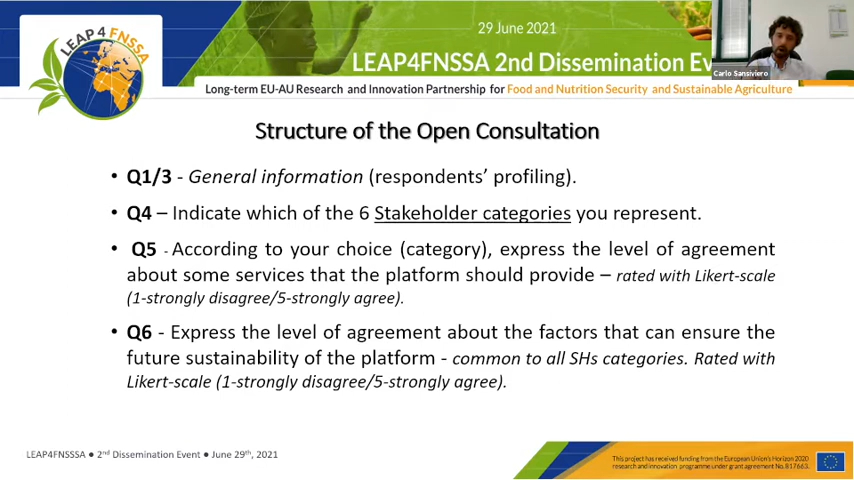 29 June 2021
LEAP4FNSSA 2nd Dissemination Ev
Carlo Sansiviero
LEAP 4 FNSSA
Long-term EU-AU Research and Innovation Partnership for Food and Nutrition Security and Sustainable Agriculture
Structure of the Open Consultation
• Q1/3 - General information (respondents’ profiling).
• Q4 – Indicate which of the 6 Stakeholder categories you represent.
• Q5 - According to your choice (category), express the level of agreement
about some services that the platform should provide – rated with Likert-scale
(1-strongly disagree/5-strongly agree).
• Q6 - Express the level of agreement about the factors that can ensure the
future sustainability of the platform - common to all SHs categories. Rated with
Likert-scale (1-strongly disagree/5-strongly agree).
LEAP4FNSSSA ● 2nd Dissemination Event ● June 29th, 2021
This project has received funding from the European Union's Horizon 2020
research and innovation programme under grant agreement No. 817663.